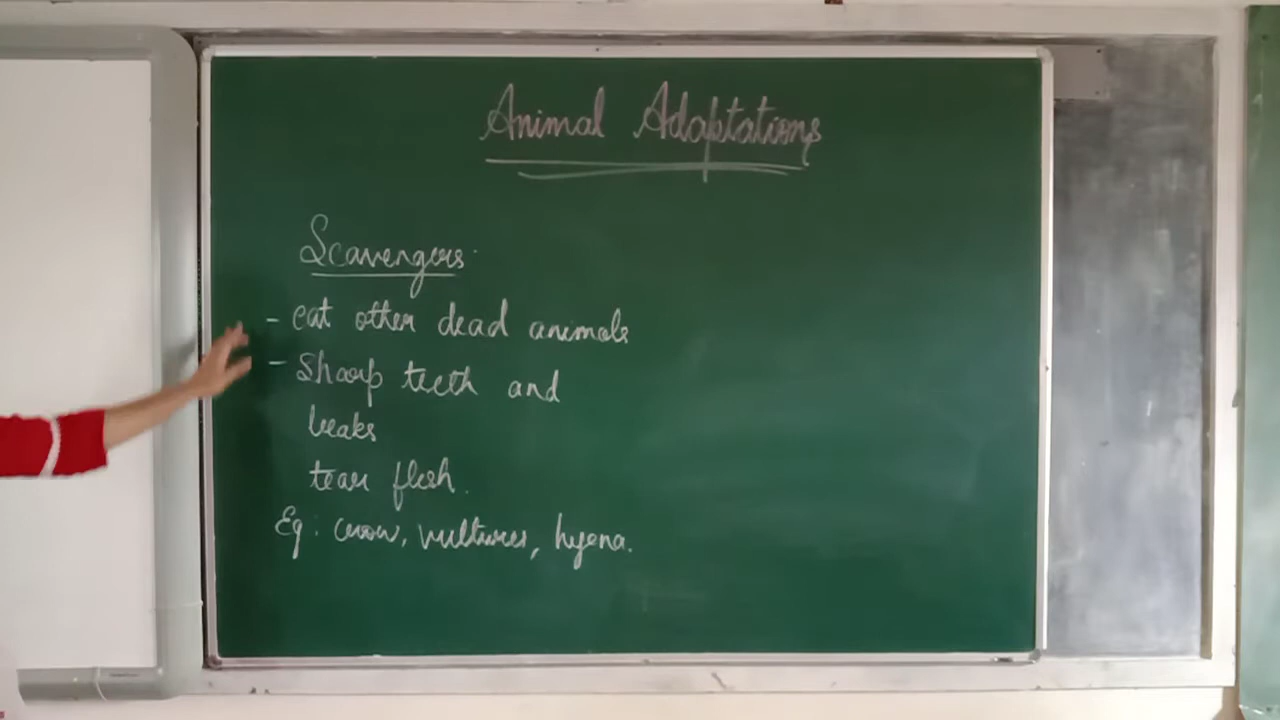 Animal Adaptations
Scavengers.
- eat other dead animals
- Sharp teeth and
beaks
tear flesh.
Eg: crow, vultures, hyena.